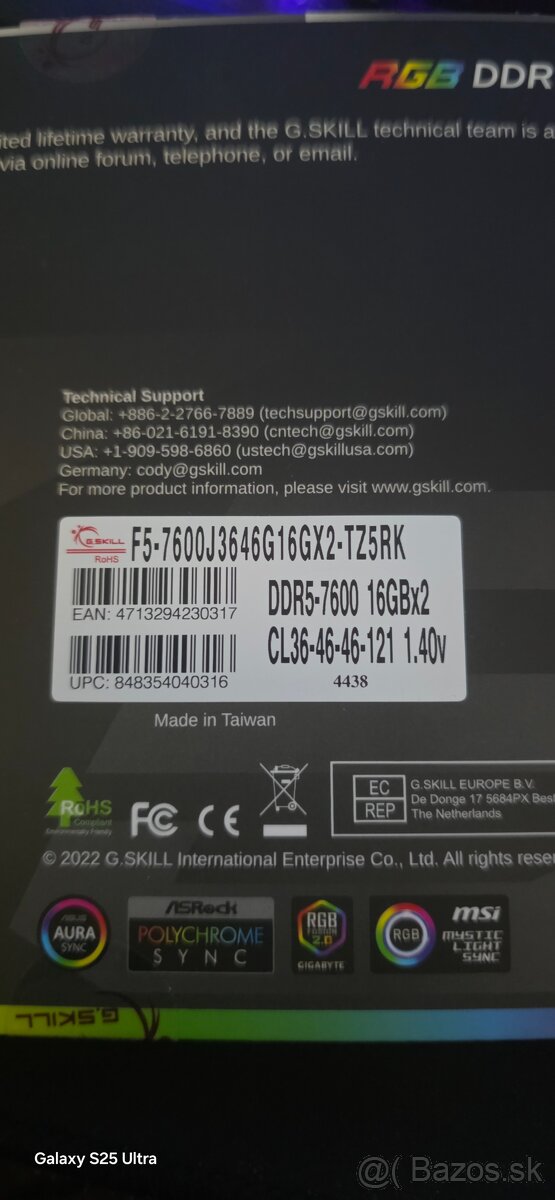 RGB DDR
ited lifetime warranty, and the G.SKILL technical team is a
via online forum, telephone, or email.
Technical Support
Global: +886-2-2766-7889 (techsupport@gskill.com)
China: +86-021-6191-8390 (cntech@gskill.com)
USA: +1-909-598-6860 (ustech@gskillusa.com)
Germany: cody@gskill.com
For more product information, please visit www.gskill.com.
G.SKILL
RoHS
F5-7600J3646G16GX2-TZ5RK
EAN: 4713294230317
DDR5-7600 16GBx2
CL36-46-46-121 1.40v
UPC: 848354040316
4438
Made in Taiwan
RoHS
Compliant
Environmentally Friendly
FC CE
EC
REP
G.SKILL EUROPE B.V.
De Donge 17 5684PX Best
The Netherlands
© 2022 G.SKILL International Enterprise Co., Ltd. All rights reser
ASUS
AURA
SYNC
ASRock
POLYCHROME
SYNC
RGB
FUSION
2.0
GIGABYTE
RGB
msi
MYSTIC
LIGHT
SYNC
G.SKILL
Galaxy S25 Ultra
@( Bazos.sk